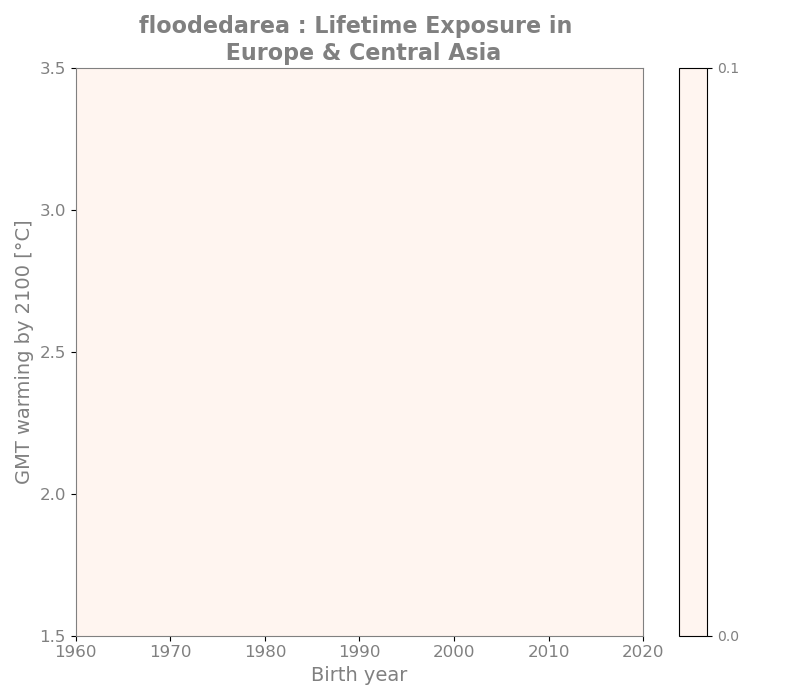 floodedarea : Lifetime Exposure in
Europe & Central Asia
3.5
3.0
2.5
2.0
1.5
GMT warming by 2100 [°C]
1960 1970 1980 1990 2000 2010 2020
Birth year
0.1
0.0